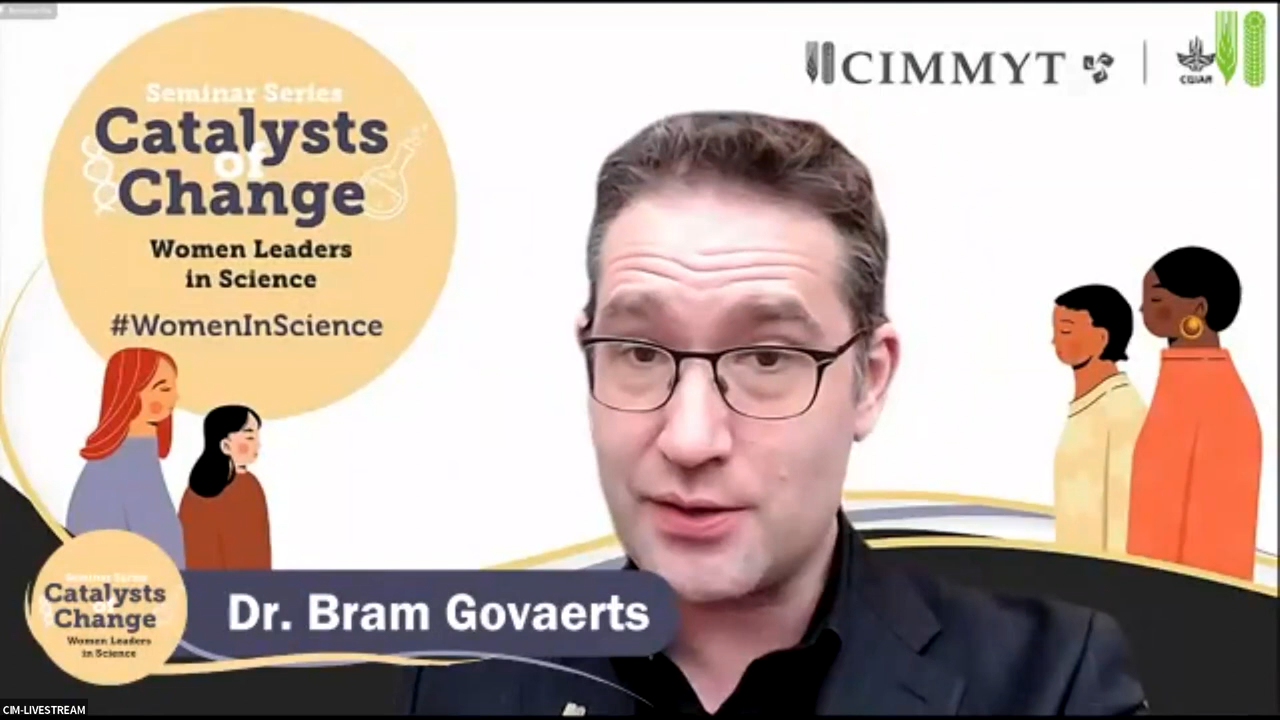 Seminar Series
Catalysts
of
Change
Women Leaders
in Science
#WomenInScience
CIMMYT
CGIAR
Seminar Series
Catalysts
of
Change
Women Leaders
in Science
Dr. Bram Govaerts
CIM-LIVESTREAM